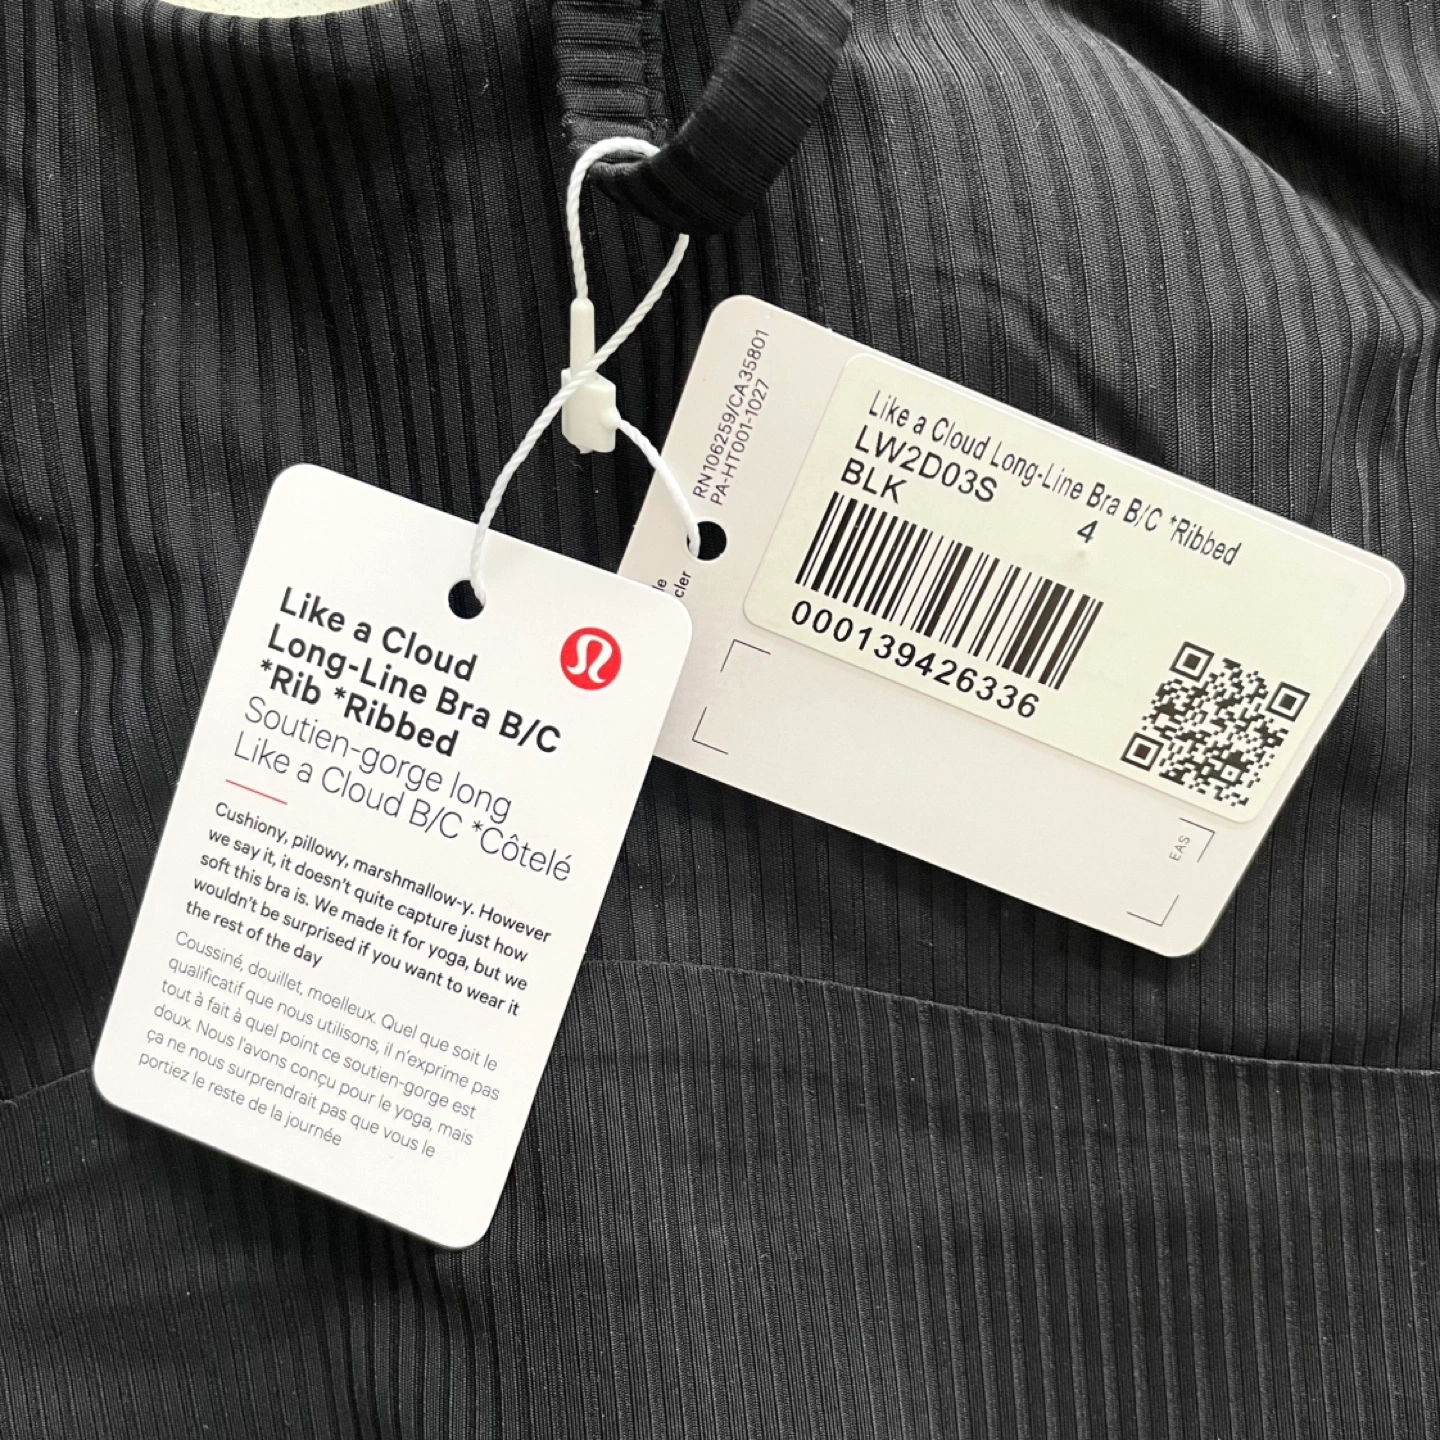 Like a Cloud
Long-Line Bra B/C
*Rib *Ribbed
Soutien-gorge long
Like a Cloud B/C *Côtelé
Cushiony, pillowy, marshmallow-y. However
we say it, it doesn't quite capture just how
soft this bra is. We made it for yoga, but we
wouldn't be surprised if you want to wear it
the rest of the day
Coussiné, douillet, moelleux. Quel que soit le
qualificatif que nous utilisons, il n'exprime pas
tout à fait à quel point ce soutien-gorge est
doux. Nous l'avons conçu pour le yoga, mais
ça ne nous surprendrait pas que vous le
portiez le reste de la journée
RN106259/CA35801
PA-HT001-1027
Like a Cloud Long-Line Bra B/C *Ribbed
LW2D03S
BLK 4
000139426336
EAS